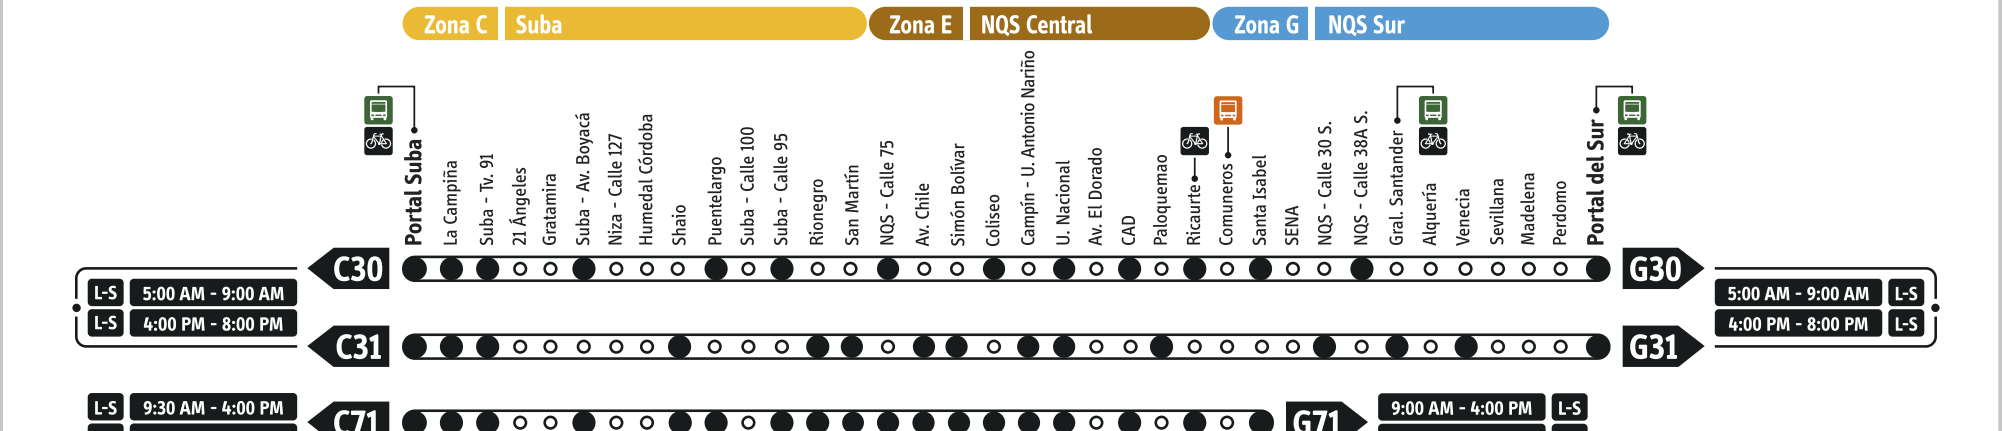 Zona C Suba Zona E NQS Central Zona G NQS Sur
Portal Suba
La Campiña
Suba - Tv. 91
21 Ángeles
Gratamira
Suba - Av. Boyacá
Niza - Calle 127
Humedal Córdoba
Shaio
Puentelargo
Suba - Calle 100
Suba - Calle 95
Rionegro
San Martín
NQS - Calle 75
Av. Chile
Simón Bolívar
Coliseo
Campín - U. Antonio Nariño
U. Nacional
Av. El Dorado
CAD
Paloquemao
Ricaurte
Comuneros
Santa Isabel
SENA
NQS - Calle 30 S.
NQS - Calle 38A S.
Gral. Santander
Alquería
Venecia
Sevillana
Madelena
Perdomo
Portal del Sur
C30 G30
L-S 5:00 AM - 9:00 AM 5:00 AM - 9:00 AM L-S
L-S 4:00 PM - 8:00 PM 4:00 PM - 8:00 PM L-S
C31 G31
L-S 9:30 AM - 4:00 PM 9:00 AM - 4:00 PM L-S
C71 G71